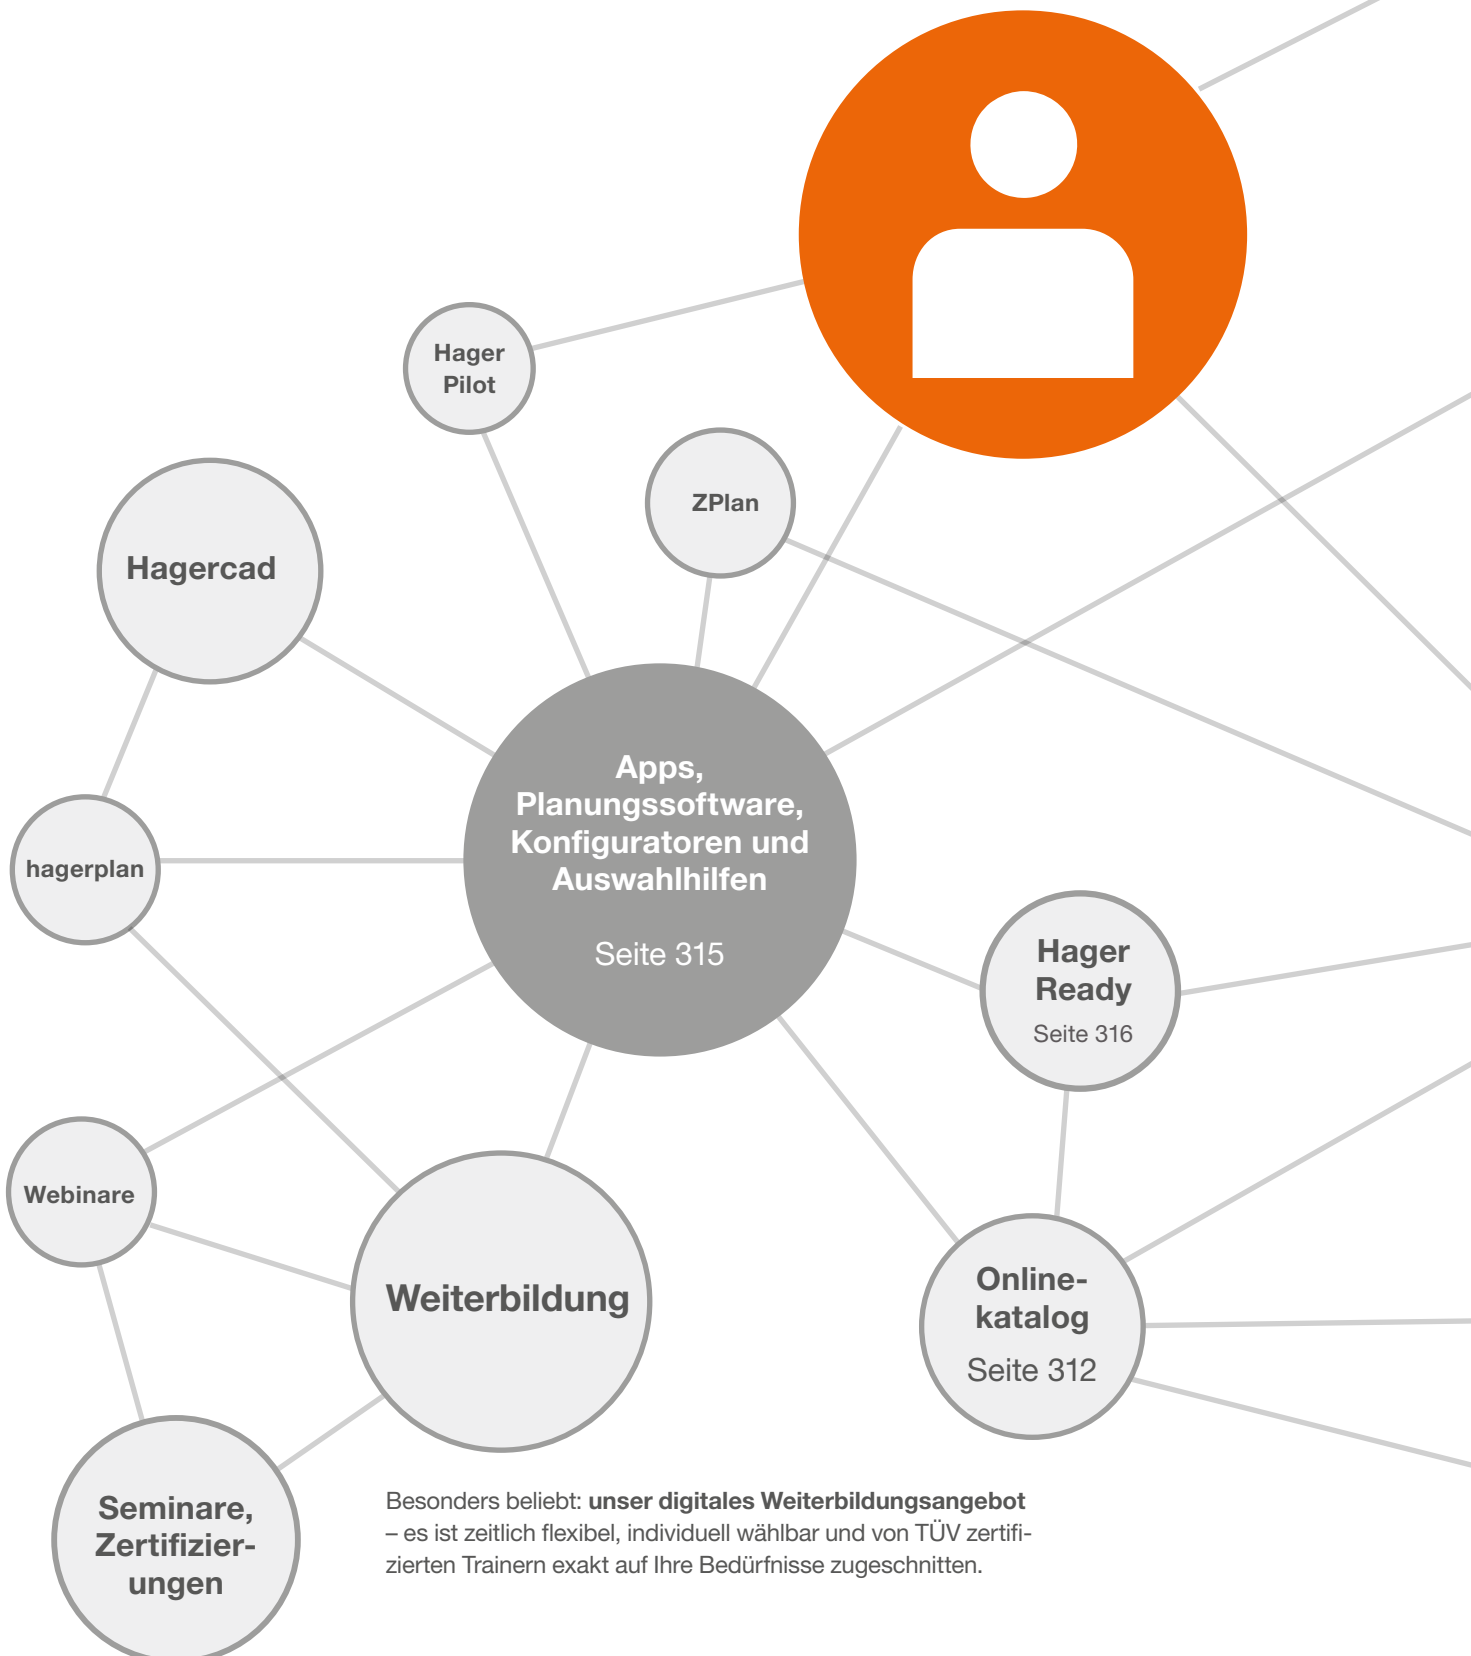 Hager
Pilot
ZPlan
Hagercad
Apps,
Planungssoftware,
Konfiguratoren und
Auswahlhilfen
Seite 315
hagerplan
Hager
Ready
Seite 316
Webinare
Weiterbildung
Online-
katalog
Seite 312
Seminare,
Zertifizier-
ungen
Besonders beliebt: unser digitales Weiterbildungsangebot
– es ist zeitlich flexibel, individuell wählbar und von TÜV zertifi-
zierten Trainern exakt auf Ihre Bedürfnisse zugeschnitten.